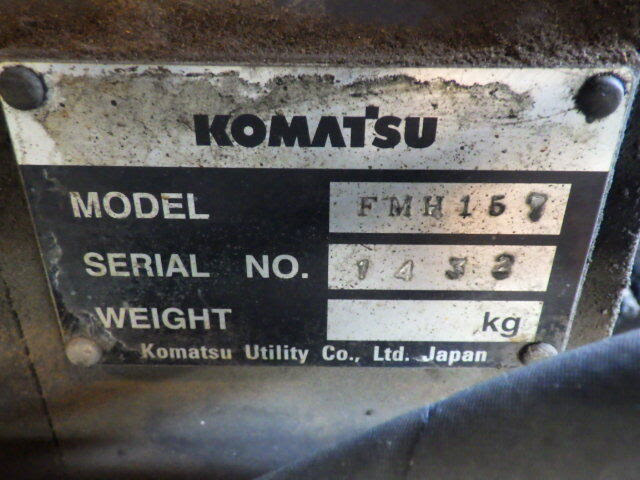 KOMATSU
MODEL FMH157
SERIAL NO. 1432
WEIGHT kg
Komatsu Utility Co., Ltd. Japan